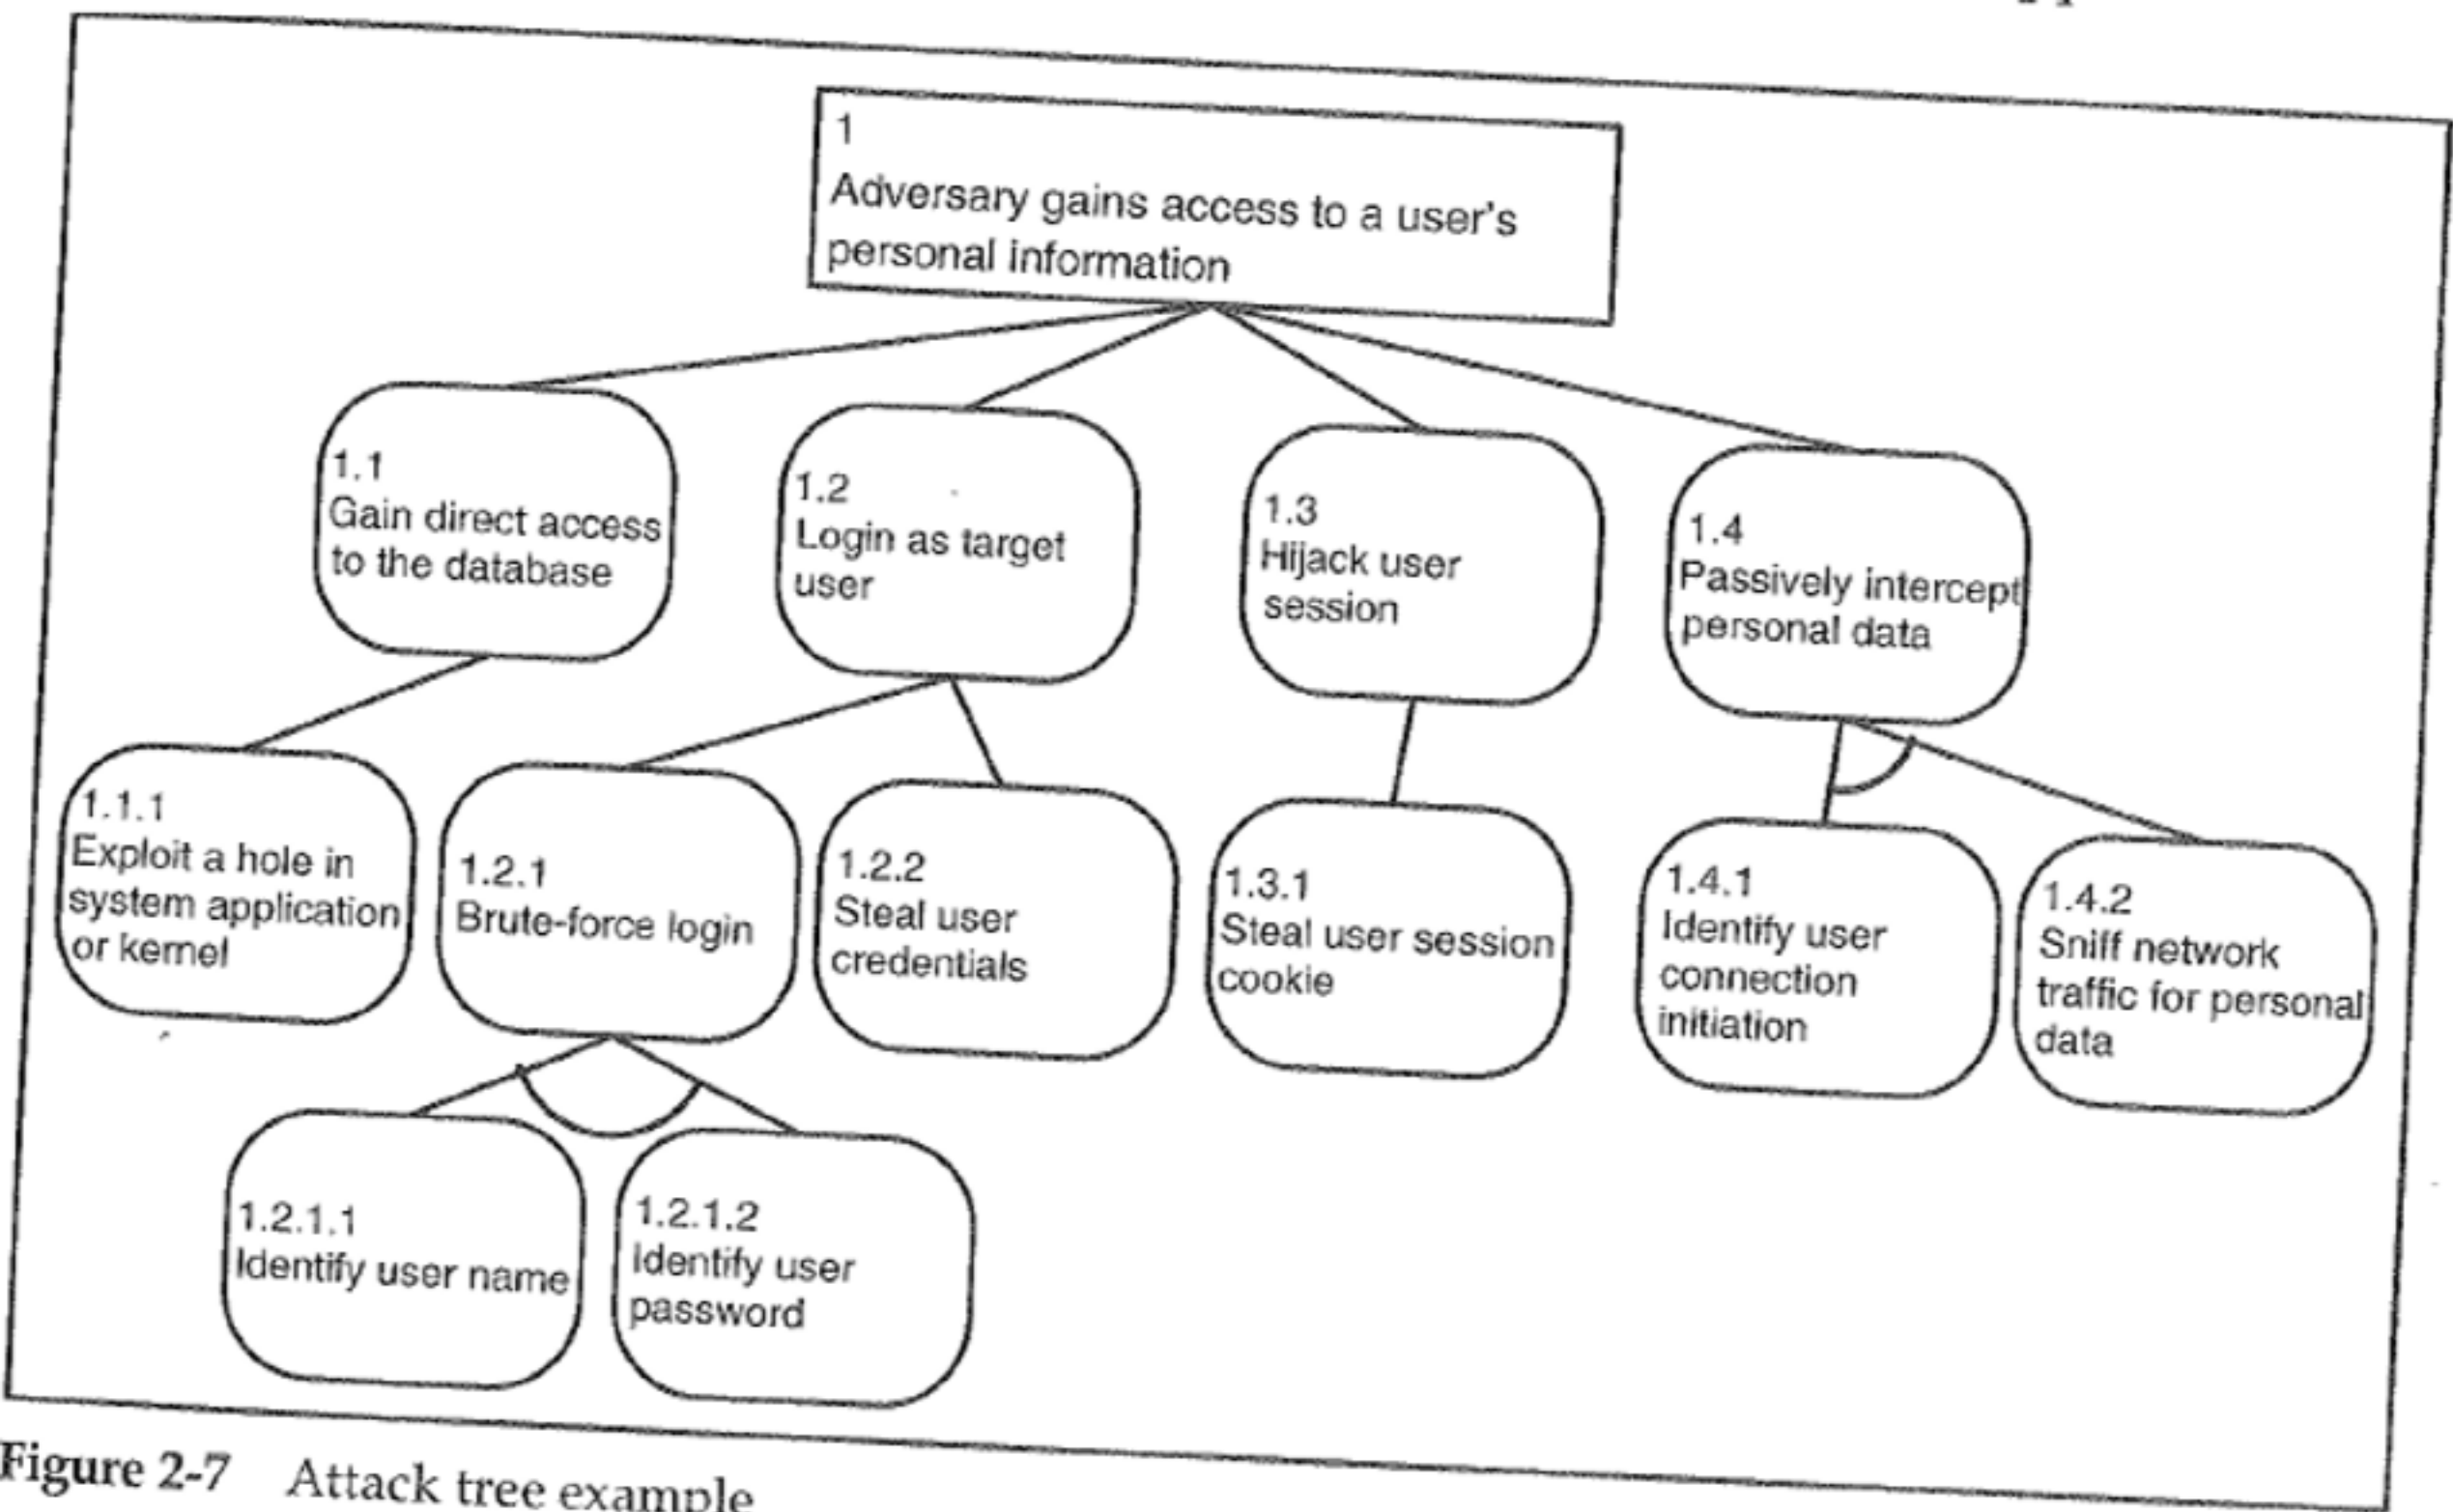 1
Adversary gains access to a user's
personal information
1.1
Gain direct access
to the database
1.2
Login as target
user
1.3
Hijack user
session
1.4
Passively intercept
personal data
1.1.1
Exploit a hole in
system application
or kernel
1.2.1
Brute-force login
1.2.2
Steal user
credentials
1.3.1
Steal user session
cookie
1.4.1
Identify user
connection
initiation
1.4.2
Sniff network
traffic for personal
data
1.2.1.1
Identify user name
1.2.1.2
Identify user
password
Figure 2-7 Attack tree example